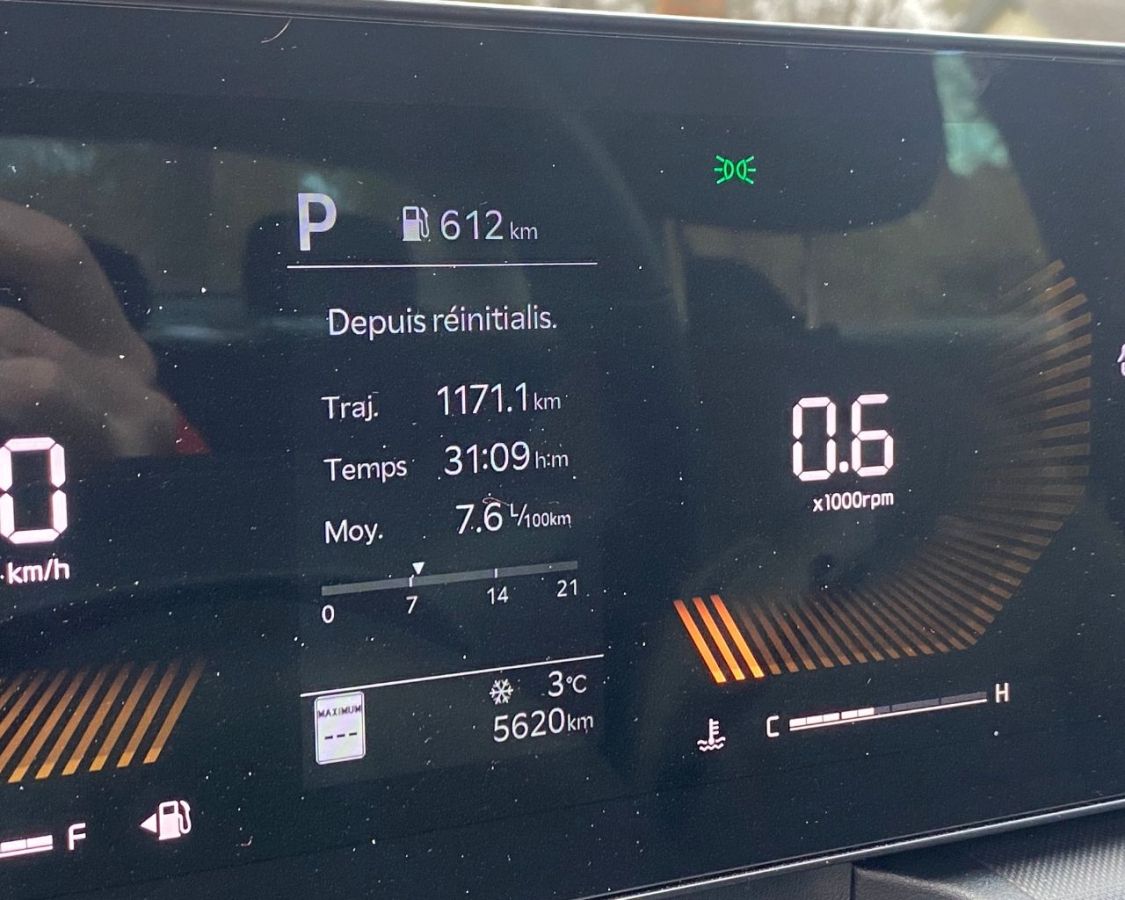 P 612 km
Depuis réinitialis.
Traj. 1171.1 km
Temps 31:09 h:m
Moy. 7.6 L/100km
0 7 14 21
MAXIMUM
---
3°C
5620 km
0
km/h
F
0.6
x1000rpm
C H